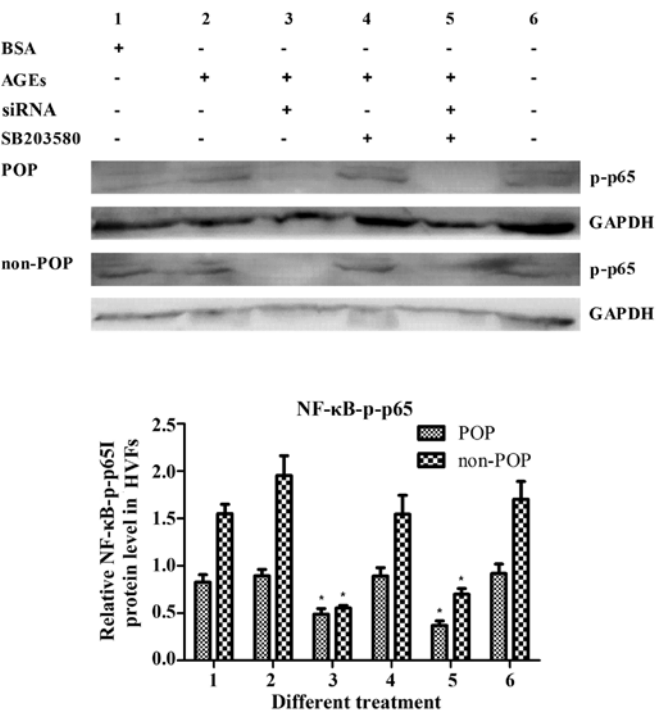 1 2 3 4 5 6
BSA + - - - - -
AGEs - + + + + -
siRNA - - + - + -
SB203580 - - - + + -
POP p-p65
GAPDH
non-POP p-p65
GAPDH
NF-κB-p-p65
POP
non-POP
Relative NF-κB-p-p65I
protein level in HVFs
2.5
2.0
1.5
1.0
0.5
0.0
* * * *
1 2 3 4 5 6
Different treatment